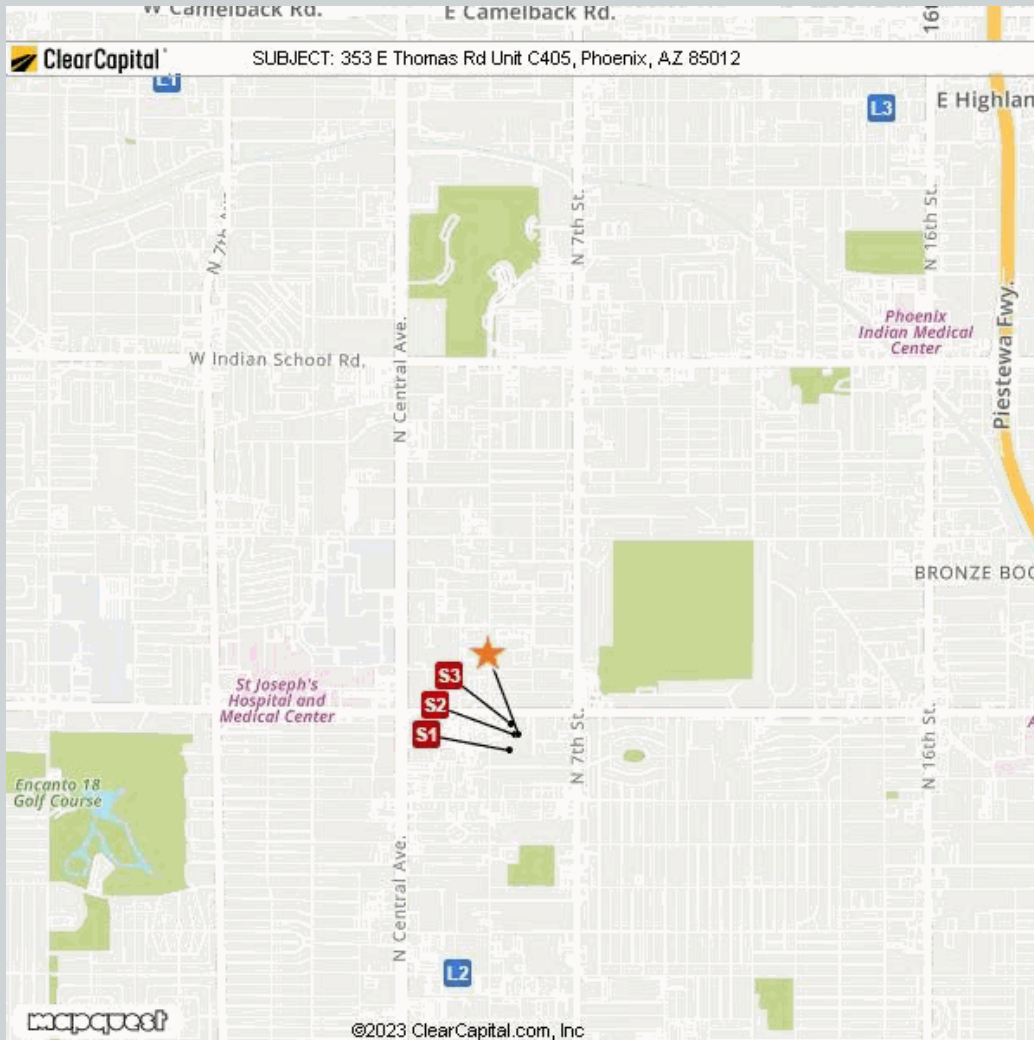 W Camelback Rd.
E Camelback Rd.
ClearCapital
SUBJECT: 353 E Thomas Rd Unit C405, Phoenix, AZ 85012
L1
L3
E Highlan
N 7th Ave.
N 7th St.
N 16th St.
Phoenix
Indian Medical
Center
Piestewa Fwy.
W Indian School Rd.
N Central Ave.
BRONZE BOO
S3
S2
S1
St Joseph's
Hospital and
Medical Center
N 7th St.
N 16th St.
Encanto 18
Golf Course
N Central Ave.
L2
mapquest
©2023 ClearCapital.com, Inc